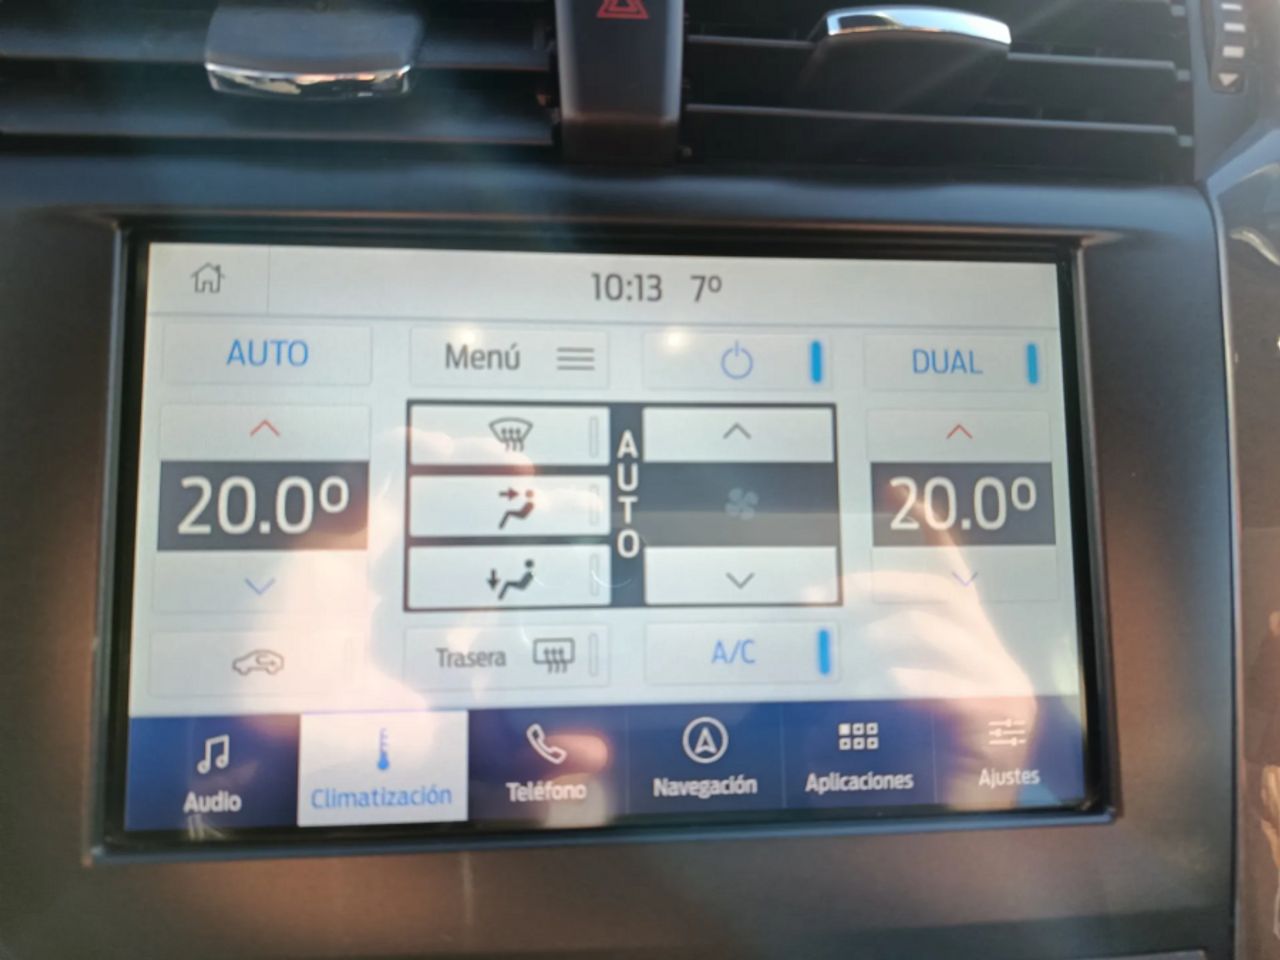 10:13 7º
AUTO
Menú
DUAL
20.0º
AUTO
20.0º
Trasera
A/C
Audio
Climatización
Teléfono
Navegación
Aplicaciones
Ajustes